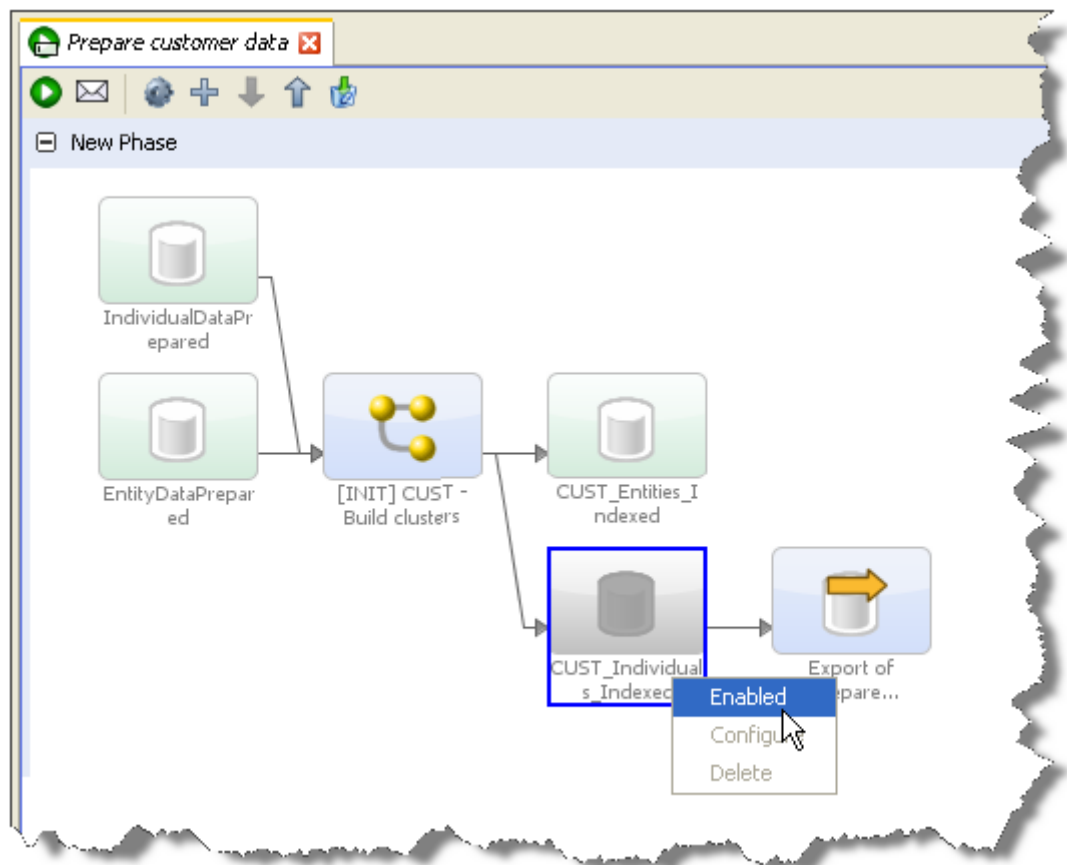 Prepare customer data
New Phase
IndividualDataPr
epared
EntityDataPrepar
ed
[INIT] CUST -
Build clusters
CUST_Entities_I
ndexed
CUST_Individual
s_Indexed
Export of
epare...
Enabled
Configure
Delete